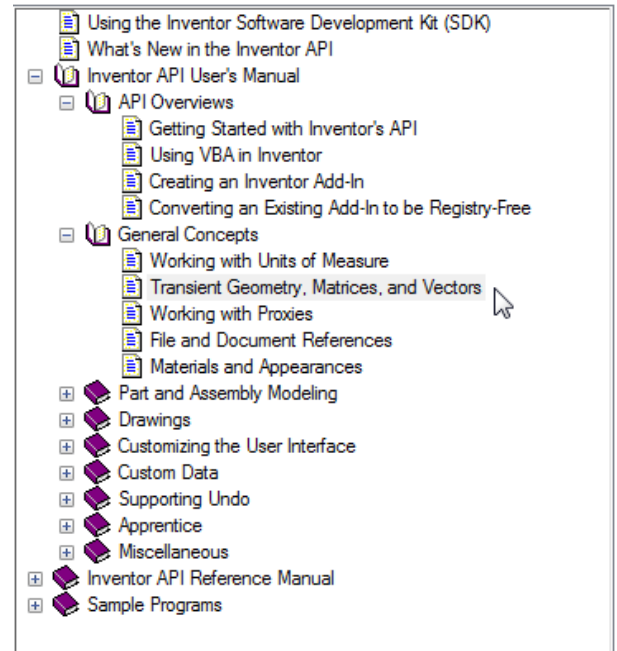 Using the Inventor Software Development Kit (SDK)
What's New in the Inventor API
Inventor API User's Manual
API Overviews
Getting Started with Inventor's API
Using VBA in Inventor
Creating an Inventor Add-In
Converting an Existing Add-In to be Registry-Free
General Concepts
Working with Units of Measure
Transient Geometry, Matrices, and Vectors
Working with Proxies
File and Document References
Materials and Appearances
Part and Assembly Modeling
Drawings
Customizing the User Interface
Custom Data
Supporting Undo
Apprentice
Miscellaneous
Inventor API Reference Manual
Sample Programs